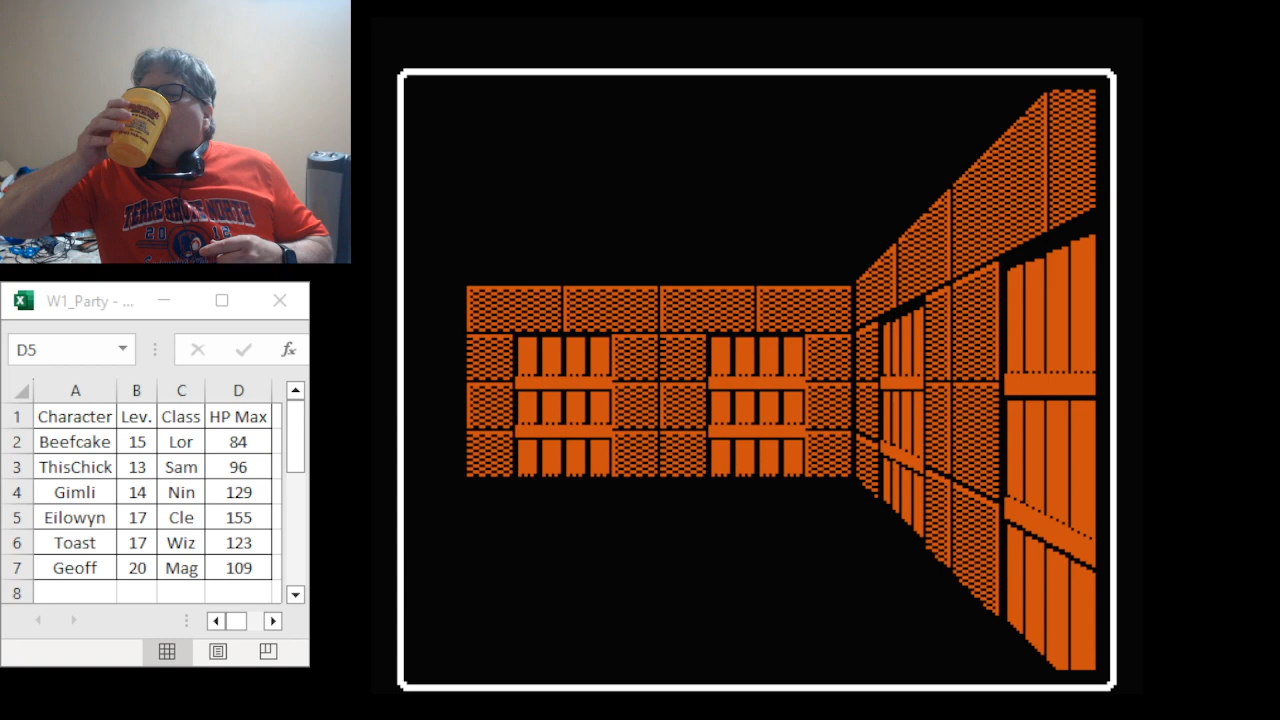 TERRE HAUTE NORTH
20 12
W1_Party - ...
D5
fx
A B C D
1 Character Lev. Class HP Max
2 Beefcake 15 Lor 84
3 ThisChick 13 Sam 96
4 Gimli 14 Nin 129
5 Eilowyn 17 Cle 155
6 Toast 17 Wiz 123
7 Geoff 20 Mag 109
8